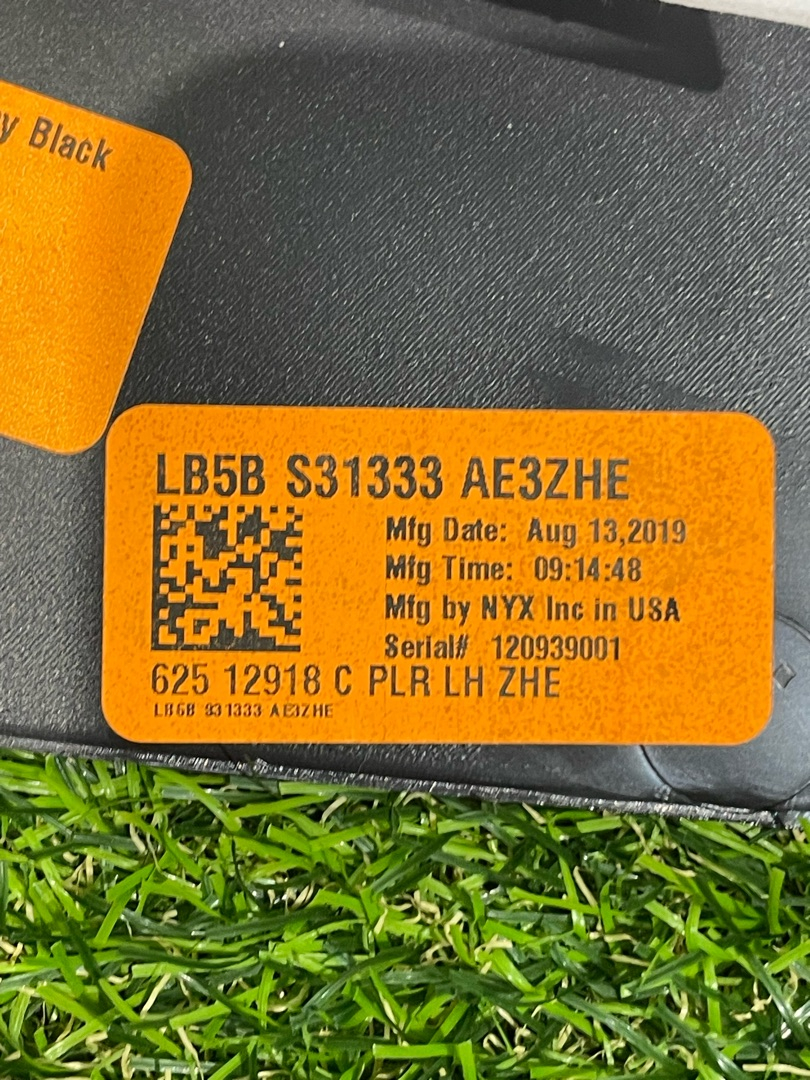 Black
LB5B S31333 AE3ZHE
Mfg Date: Aug 13,2019
Mfg Time: 09:14:48
Mfg by NYX Inc in USA
Serial# 120939001
625 12918 C PLR LH ZHE
LB5B S31333 AE3ZHE